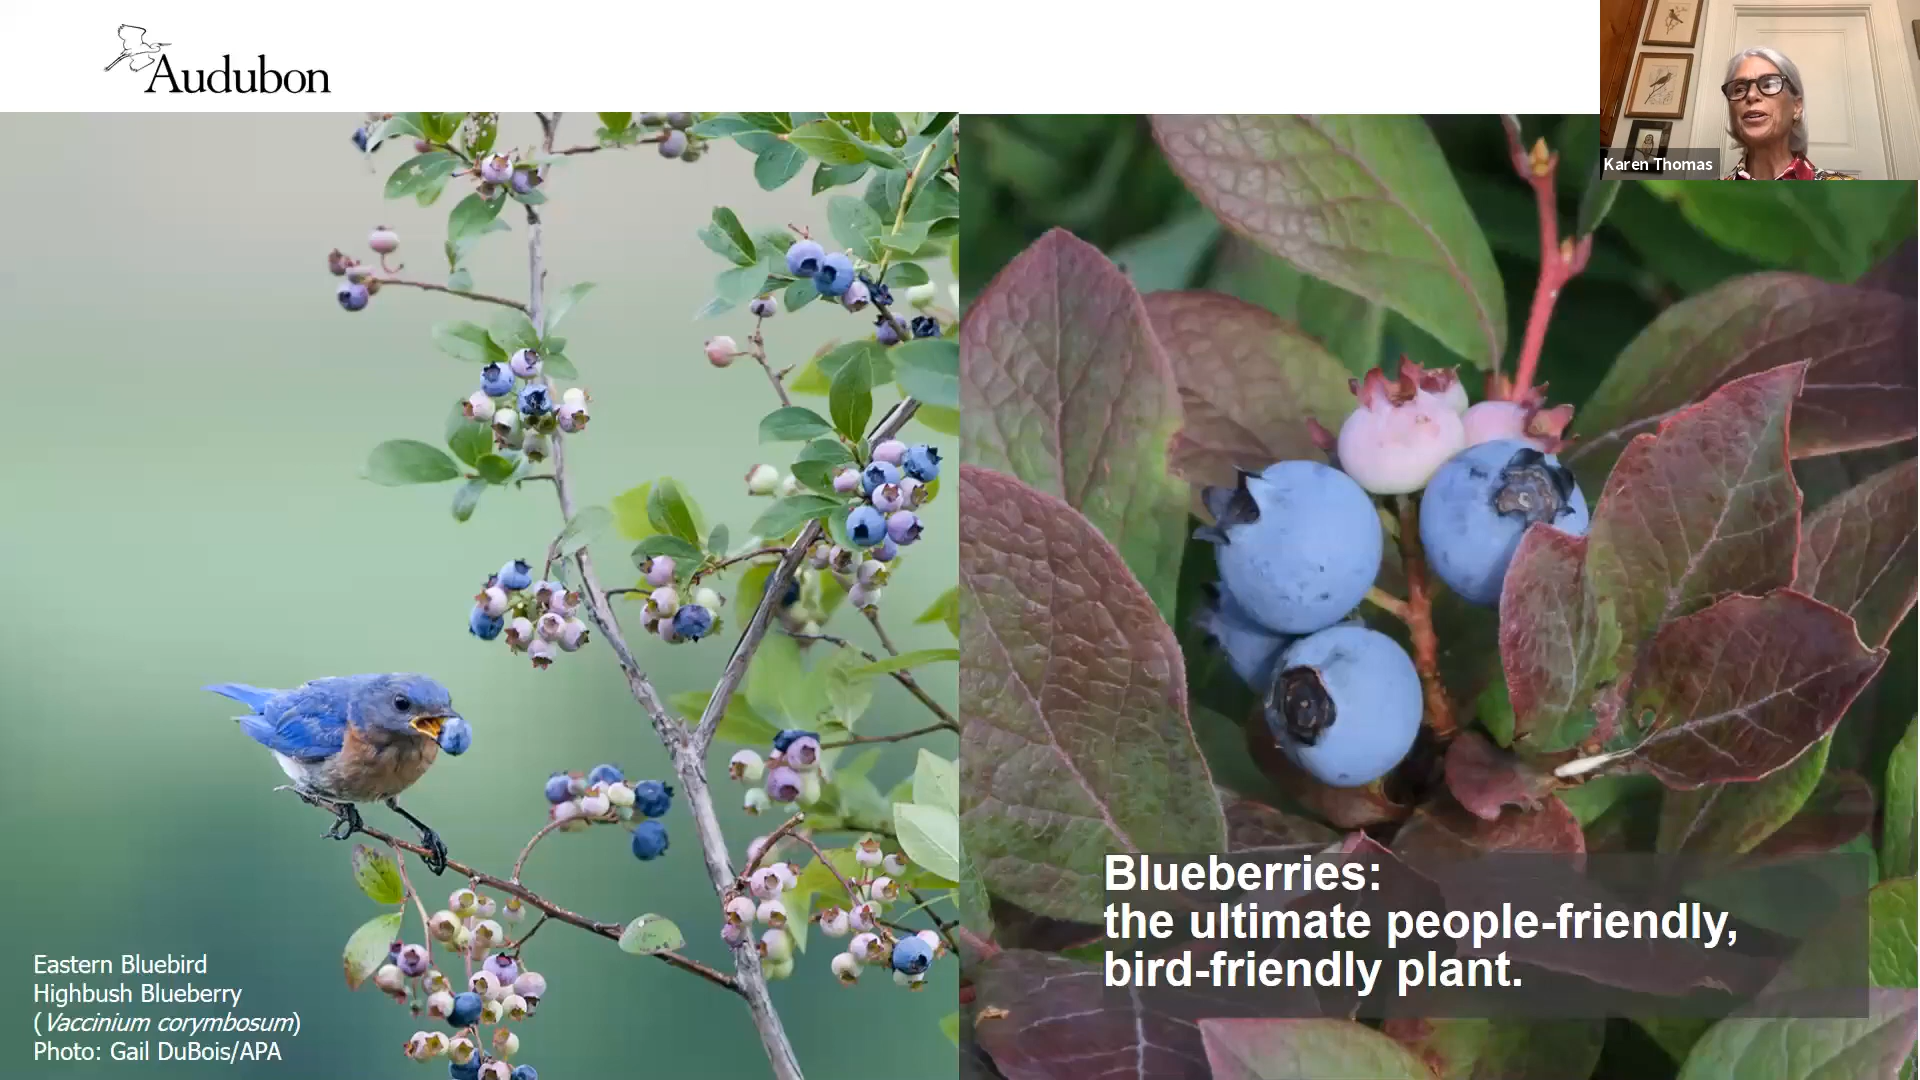 Audubon
Karen Thomas
Blueberries:
the ultimate people-friendly,
bird-friendly plant.
Eastern Bluebird
Highbush Blueberry
(Vaccinium corymbosum)
Photo: Gail DuBois/APA